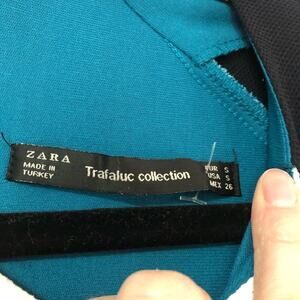 ZARA
MADE IN
TURKEY
Trafaluc collection
EUR S
USA S
MEX 26